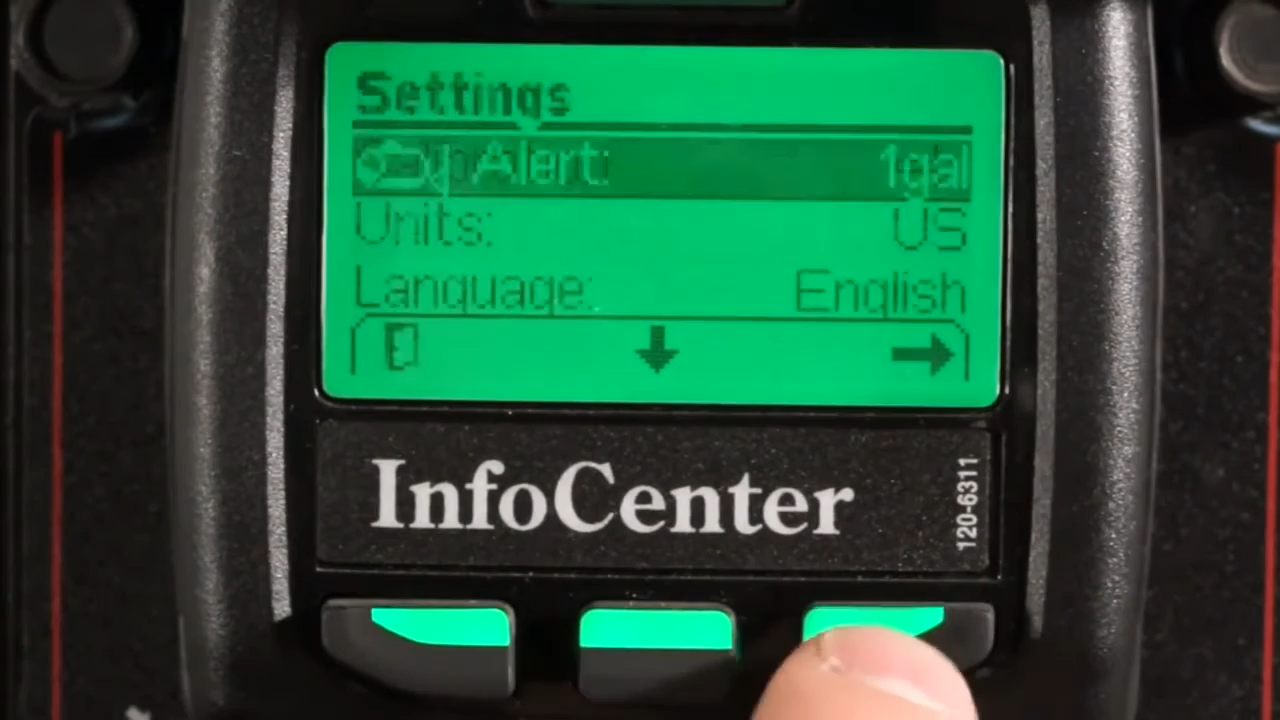 Settings
Alert: 1gal
Units: US
Language: English
InfoCenter
120-6311